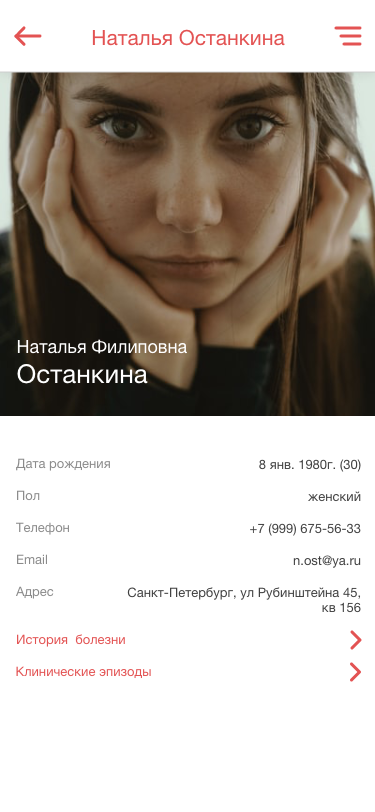 Наталья Останкина
Наталья Филиповна
Останкина
Дата рождения 8 янв. 1980г. (30)
Пол женский
Телефон +7 (999) 675-56-33
Email n.ost@ya.ru
Адрес Санкт-Петербург, ул Рубинштейна 45,
кв 156
История болезни
Клинические эпизоды